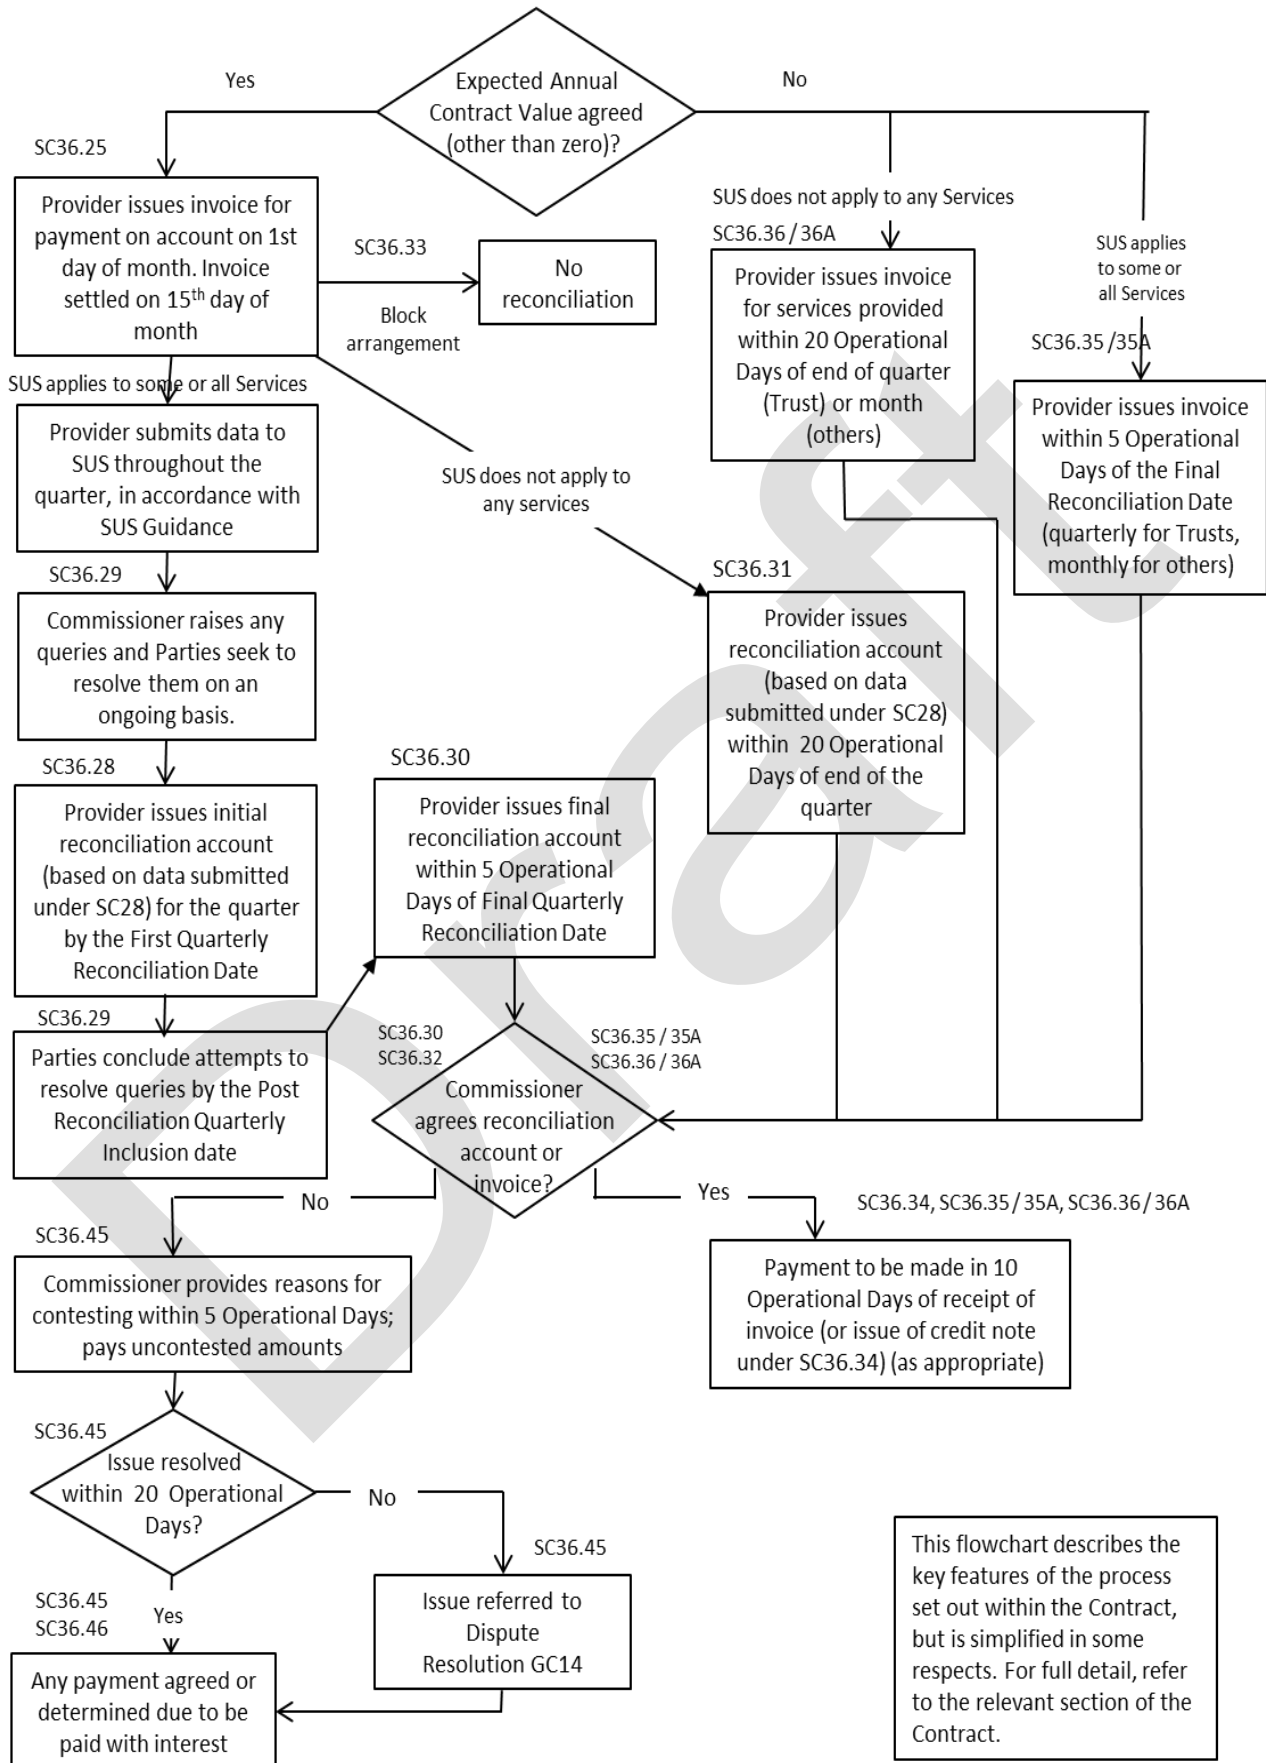 Yes
Expected Annual
Contract Value agreed
(other than zero)?
No
SC36.25
Provider issues invoice for
payment on account on 1st
day of month. Invoice
settled on 15th day of
month
SC36.33
Block
arrangement
No
reconciliation
SUS does not apply to any Services
SC36.36 / 36A
Provider issues invoice
for services provided
within 20 Operational
Days of end of quarter
(Trust) or month
(others)
SUS applies
to some or
all Services
SC36.35 /35A
Provider issues invoice
within 5 Operational
Days of the Final
Reconciliation Date
(quarterly for Trusts,
monthly for others)
SUS applies to some or all Services
Provider submits data to
SUS throughout the
quarter, in accordance with
SUS Guidance
SUS does not apply to
any services
SC36.29
Commissioner raises any
queries and Parties seek to
resolve them on an
ongoing basis.
SC36.31
Provider issues
reconciliation account
(based on data
submitted under SC28)
within 20 Operational
Days of end of the
quarter
SC36.28
Provider issues initial
reconciliation account
(based on data submitted
under SC28) for the quarter
by the First Quarterly
Reconciliation Date
SC36.30
Provider issues final
reconciliation account
within 5 Operational
Days of Final Quarterly
Reconciliation Date
SC36.29
Parties conclude attempts to
resolve queries by the Post
Reconciliation Quarterly
Inclusion date
SC36.30
SC36.32
SC36.35 / 35A
SC36.36 / 36A
Commissioner
agrees reconciliation
account or
invoice?
No
Yes
SC36.34, SC36.35 / 35A, SC36.36 / 36A
SC36.45
Commissioner provides reasons for
contesting within 5 Operational Days;
pays uncontested amounts
Payment to be made in 10
Operational Days of receipt of
invoice (or issue of credit note
under SC36.34) (as appropriate)
SC36.45
Issue resolved
within 20 Operational
Days?
No
SC36.45
Issue referred to
Dispute
Resolution GC14
SC36.45
SC36.46
Yes
Any payment agreed or
determined due to be
paid with interest
This flowchart describes the
key features of the process
set out within the Contract,
but is simplified in some
respects. For full detail, refer
to the relevant section of the
Contract.
Draft